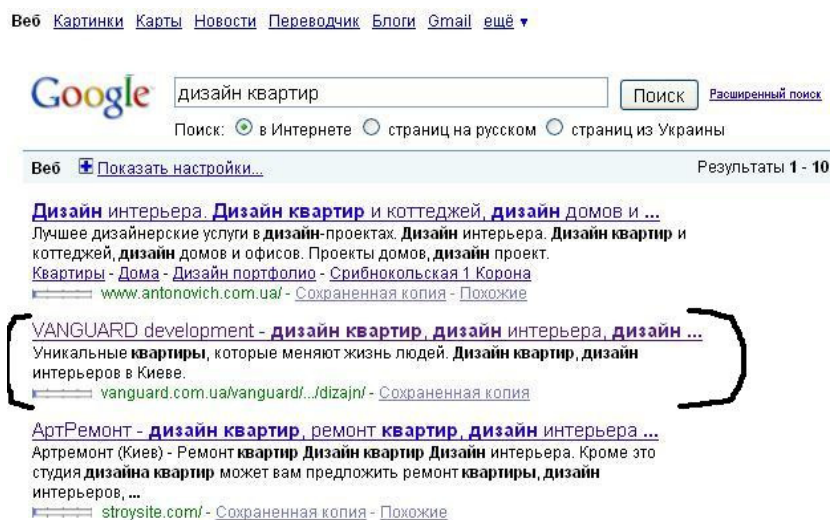 Веб Картинки Карты Новости Переводчик Блоги Gmail ещё ▼
Google дизайн квартир Поиск Расширенный поиск
Поиск: в Интернете страниц на русском страниц из Украины
Веб Показать настройки... Результаты 1 - 10
Дизайн интерьера. Дизайн квартир и коттеджей, дизайн домов и ...
Лучшее дизайнерские услуги в дизайн-проектах. Дизайн интерьера. Дизайн квартир и
коттеджей, дизайн домов и офисов. Проекты домов, дизайн проект.
Квартиры - Дома - Дизайн портфолио - Срибнокольская 1 Корона
www.antonovich.com.ua/ - Сохраненная копия - Похожие
VANGUARD development - дизайн квартир, дизайн интерьера, дизайн ...
Уникальные квартиры, которые меняют жизнь людей. Дизайн квартир, дизайн
интерьеров в Киеве.
vanguard.com.ua/vanguard/.../dizajn/ - Сохраненная копия
АртРемонт - дизайн квартир, ремонт квартир, дизайн интерьера ...
Артремонт (Киев) - Ремонт квартир Дизайн квартир Дизайн интерьера. Кроме это
студия дизайна квартир может вам предложить ремонт квартиры, дизайн
интерьеров, ...
stroysite.com/ - Сохраненная копия - Похожие